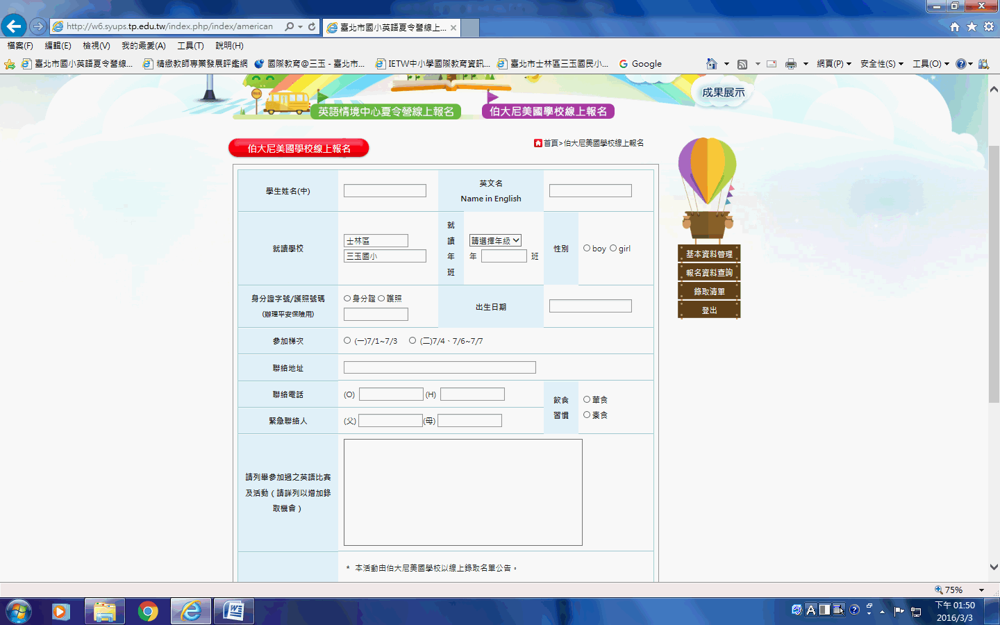 http://w6.syups.tp.edu.tw/index.php/index/american
臺北市國小英語夏令營線上...
檔案(F) 編輯(E) 檢視(V) 我的最愛(A) 工具(T) 說明(H)
臺北市國小英語夏令營線... 精緻教師專業發展評鑑網 國際教育@三玉 - 臺北市... IETW中小學國際教育資訊... 臺北市士林區三玉國民小... Google 網頁(P) 安全性(S) 工具(O)
成果展示
英語情境中心夏令營線上報名 伯大尼美國學校線上報名
伯大尼美國學校線上報名
首頁>伯大尼美國學校線上報名
學生姓名(中)
英文名
Name in English
就讀學校
士林區
三玉國小
就
讀
年
班
請選擇年級
年 班
性別
boy girl
身分證字號/護照號碼
(辦理平安保險用)
身分證 護照
出生日期
參加梯次
(一)7/1~7/3 (二)7/4、7/6~7/7
聯絡地址
聯絡電話
(O) (H)
飲食
習慣
葷食
素食
緊急聯絡人
(父) (母)
請列舉參加過之英語比賽
及活動（請詳列以增加錄
取機會）
* 本活動由伯大尼美國學校以線上錄取名單公告。
基本資料管理
報名資料查詢
錄取清單
登出
75%
下午 01:50
2016/3/3